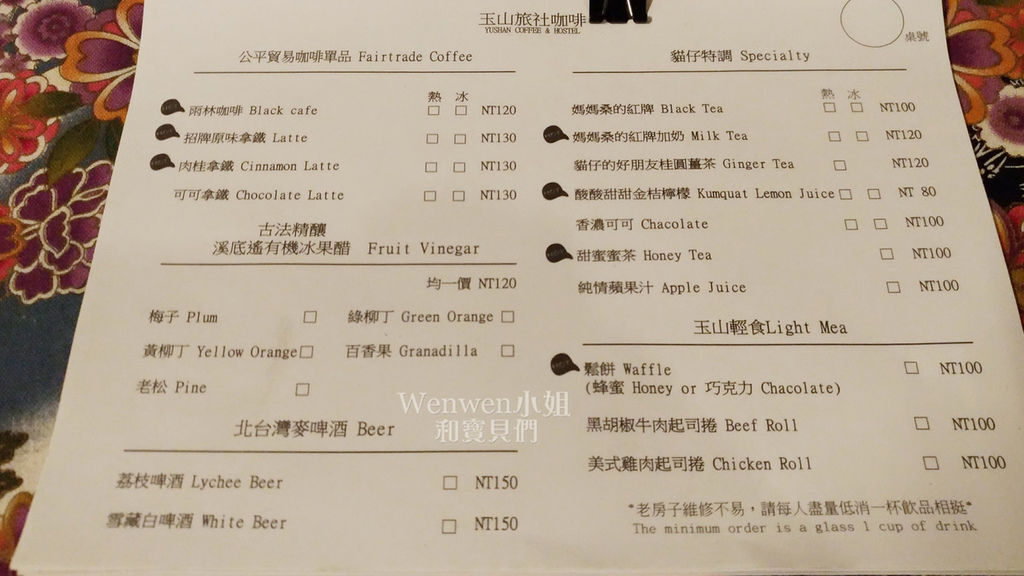 玉山旅社咖啡
YUSHAN COFFEE & HOSTEL
桌號
公平貿易咖啡單品 Fairtrade Coffee
熱 冰
雨林咖啡 Black cafe □ □ NT120
招牌原味拿鐵 Latte □ □ NT130
肉桂拿鐵 Cinnamon Latte □ □ NT130
可可拿鐵 Chocolate Latte □ □ NT130
古法精釀
溪底遙有機冰果醋 Fruit Vinegar
均一價 NT120
梅子 Plum □ 綠柳丁 Green Orange □
黃柳丁 Yellow Orange □ 百香果 Granadilla □
老松 Pine □
北台灣麥啤酒 Beer
荔枝啤酒 Lychee Beer □ NT150
雪藏白啤酒 White Beer □ NT150
貓仔特調 Specialty
熱 冰
媽媽桑的紅牌 Black Tea □ □ NT100
媽媽桑的紅牌加奶 Milk Tea □ □ NT120
貓仔的好朋友桂圓薑茶 Ginger Tea □ NT120
酸酸甜甜金桔檸檬 Kumquat Lemon Juice □ □ NT 80
香濃可可 Chacolate □ □ NT100
甜蜜蜜茶 Honey Tea □ NT100
純情蘋果汁 Apple Juice □ NT100
玉山輕食Light Mea
鬆餅 Waffle □ NT100
(蜂蜜 Honey or 巧克力 Chacolate)
黑胡椒牛肉起司捲 Beef Roll □ NT100
美式雞肉起司捲 Chicken Roll □ NT100
*老房子維修不易，請每人盡量低消一杯飲品相挺*
The minimum order is a glass 1 cup of drink
Wenwen小姐
和寶貝們